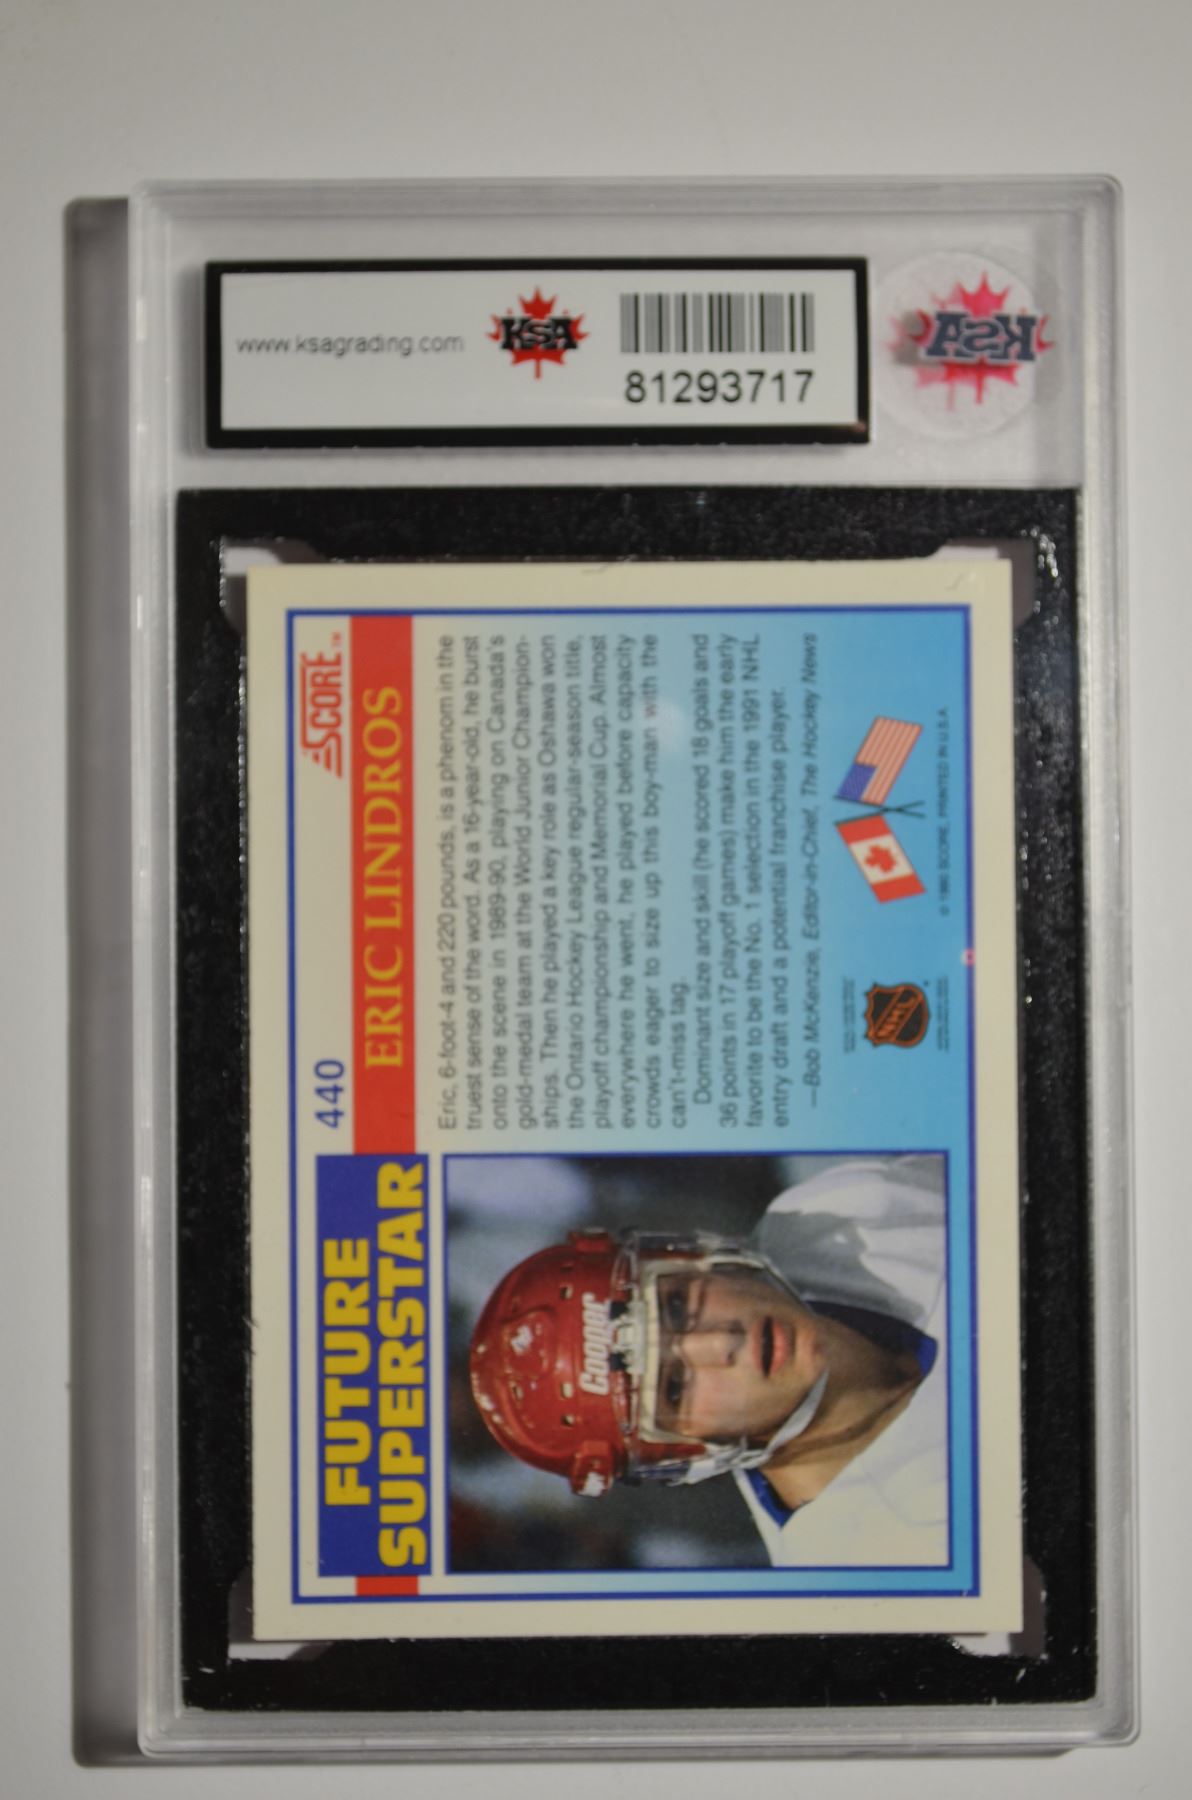 www.ksagrading.com
KSA
81293717
KSA
SCORE™
440
ERIC LINDROS
FUTURE
SUPERSTAR
Eric, 6-foot-4 and 220 pounds, is a phenom in the
truest sense of the word. As a 16-year-old, he burst
onto the scene in 1989-90, playing on Canada's
gold-medal team at the World Junior Champion-
ships. Then he played a key role as Oshawa won
the Ontario Hockey League regular-season title,
playoff championship and Memorial Cup. Almost
everywhere he went, he played before capacity
crowds eager to size up this boy-man with the
can't-miss tag.
Dominant size and skill (he scored 18 goals and
36 points in 17 playoff games) make him the early
favorite to be the No. 1 selection in the 1991 NHL
entry draft and a potential franchise player.
—Bob McKenzie, Editor-in-Chief, The Hockey News
NHL
© 1990 SCORE, PRINTED IN U.S.A.
Cooper